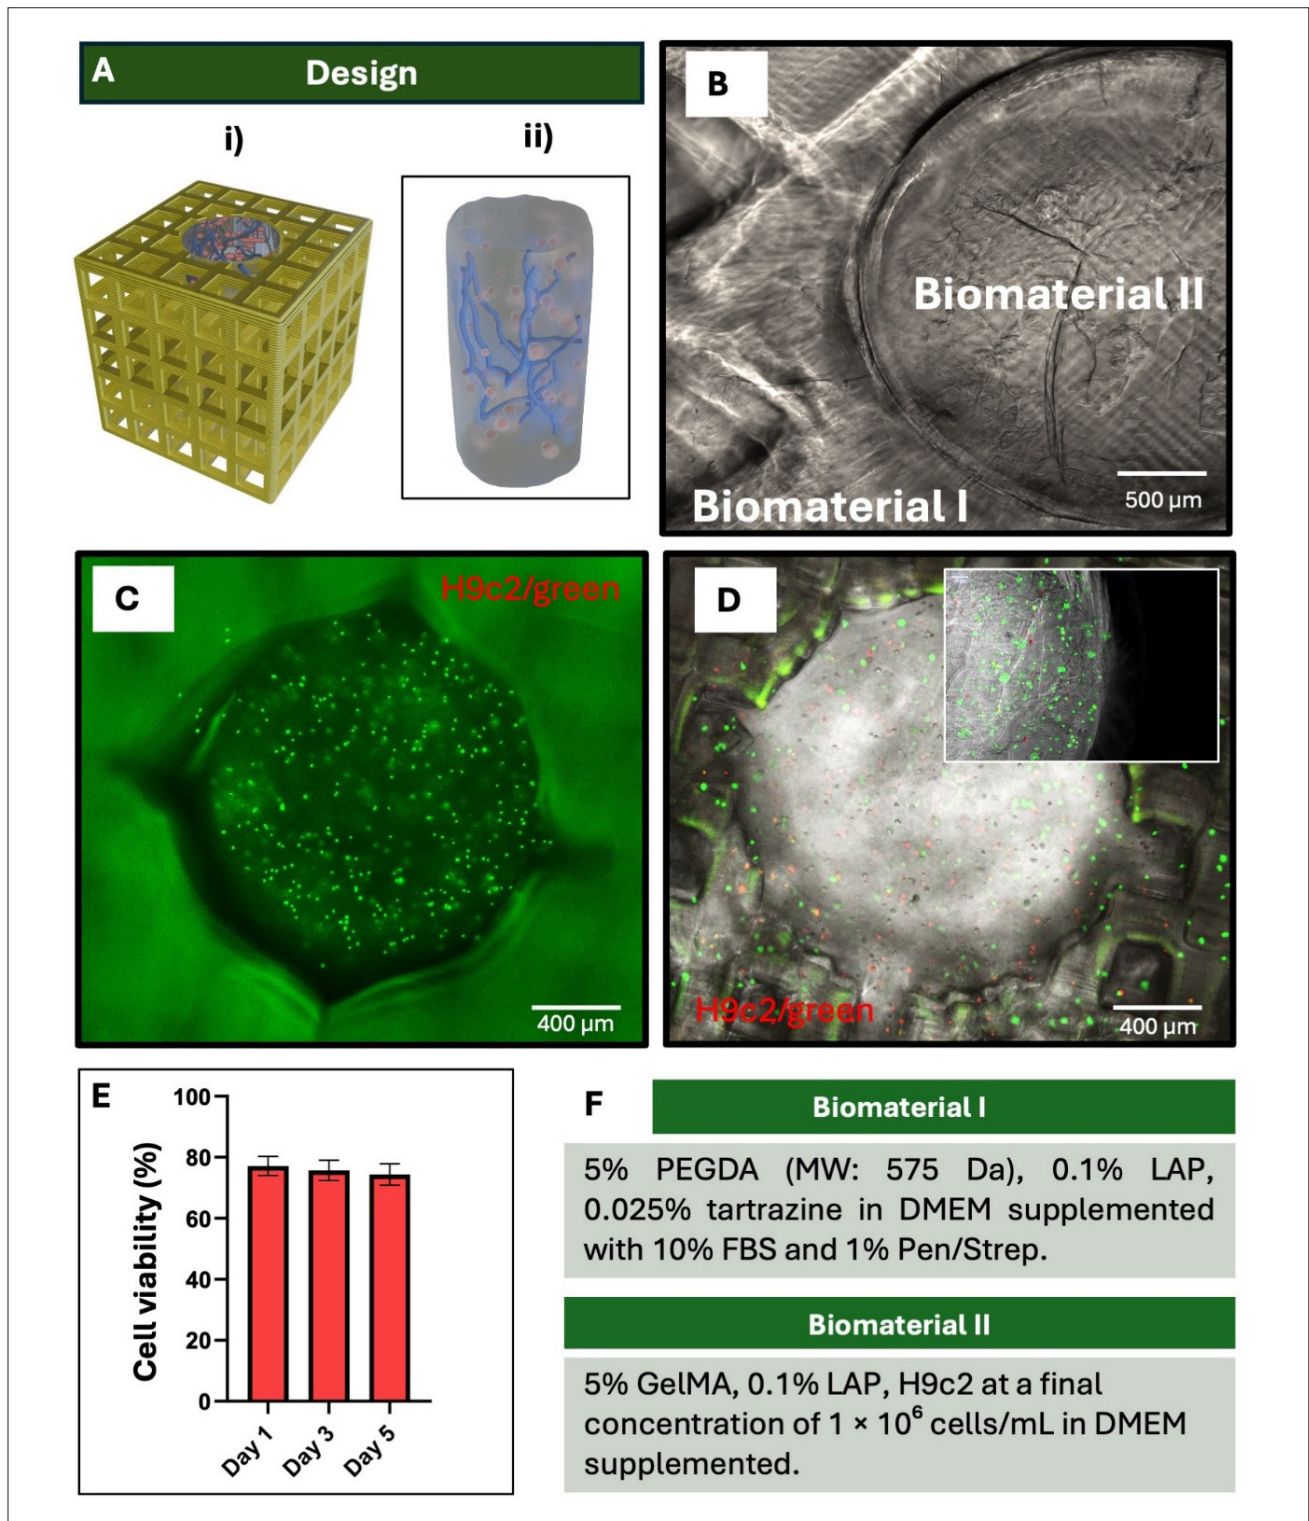 A
Design
i)
ii)
B
Biomaterial II
Biomaterial I
500 µm
C
H9c2/green
400 µm
D
H9c2/green
400 µm
E
Cell viability (%)
100
80
60
40
20
0
Day 1
Day 3
Day 5
F
Biomaterial I
5% PEGDA (MW: 575 Da), 0.1% LAP,
0.025% tartrazine in DMEM supplemented
with 10% FBS and 1% Pen/Strep.
Biomaterial II
5% GelMA, 0.1% LAP, H9c2 at a final
concentration of 1 × 10⁶ cells/mL in DMEM
supplemented.